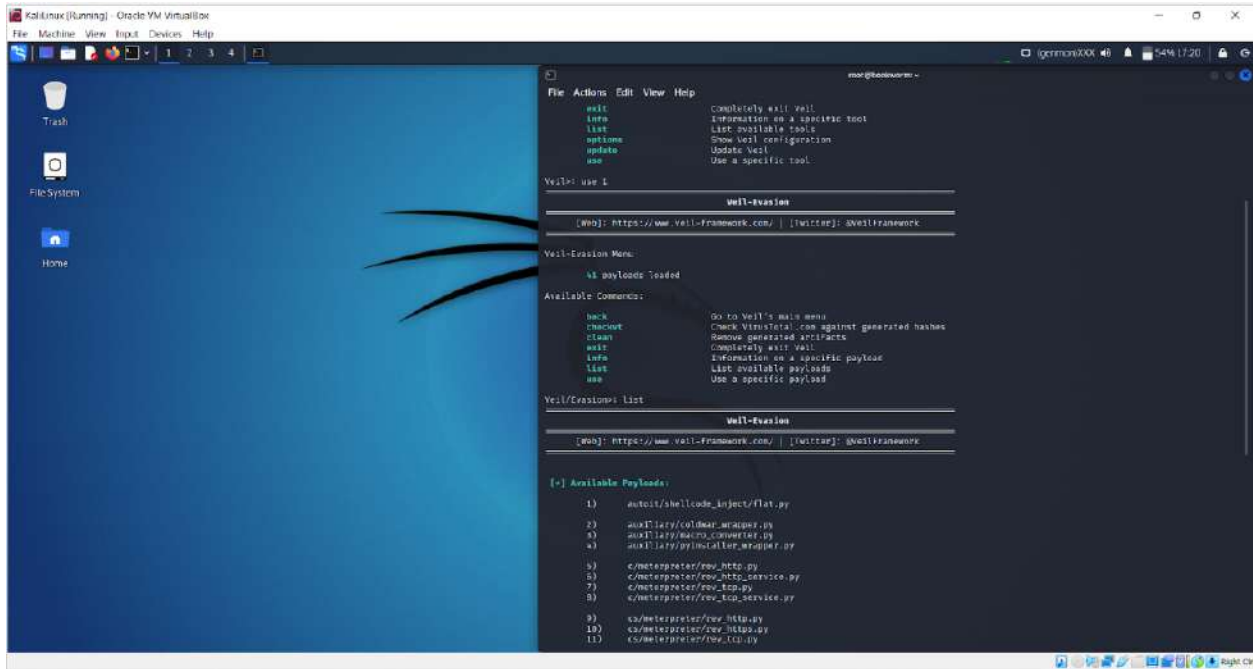 KaliLinux [Running] - Oracle VM VirtualBox
File Machine View Input Devices Help
1 2 3 4
(genmon)XXX 54% 17:20
Trash
File System
Home
File Actions Edit View Help
exit Completely exit Veil
info Information on a specific tool
list List available tools
options Show Veil configuration
update Update Veil
use Use a specific tool
Veil>: use 1
Veil-Evasion
[Web]: https://www.veil-framework.com/ | [Twitter]: @VeilFramework
Veil-Evasion Menu
41 payloads loaded
Available Commands:
back Go to Veil's main menu
checkvt Check VirusTotal.com against generated hashes
clean Remove generated artifacts
exit Completely exit Veil
info Information on a specific payload
list List available payloads
use Use a specific payload
Veil/Evasion>: list
Veil-Evasion
[Web]: https://www.veil-framework.com/ | [Twitter]: @VeilFramework
[*] Available Payloads:
1) autoit/shellcode_inject/flat.py
2) auxiliary/coldwar_wrapper.py
3) auxiliary/macro_converter.py
4) auxiliary/pyinstaller_wrapper.py
5) c/meterpreter/rev_http.py
6) c/meterpreter/rev_http_service.py
7) c/meterpreter/rev_tcp.py
8) c/meterpreter/rev_tcp_service.py
9) cs/meterpreter/rev_http.py
10) cs/meterpreter/rev_https.py
11) cs/meterpreter/rev_tcp.py
Right Ctrl